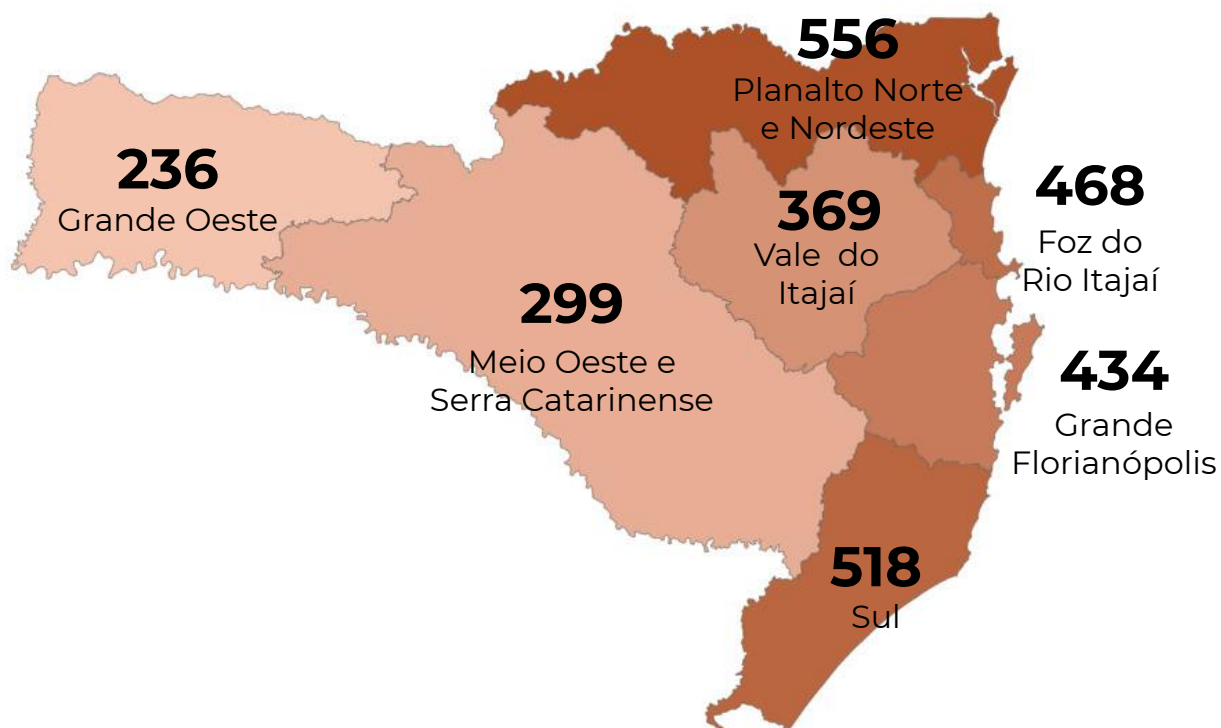 556
Planalto Norte
e Nordeste
236
Grande Oeste
369
Vale do
Itajaí
468
Foz do
Rio Itajaí
299
Meio Oeste e
Serra Catarinense
434
Grande
Florianópolis
518
Sul